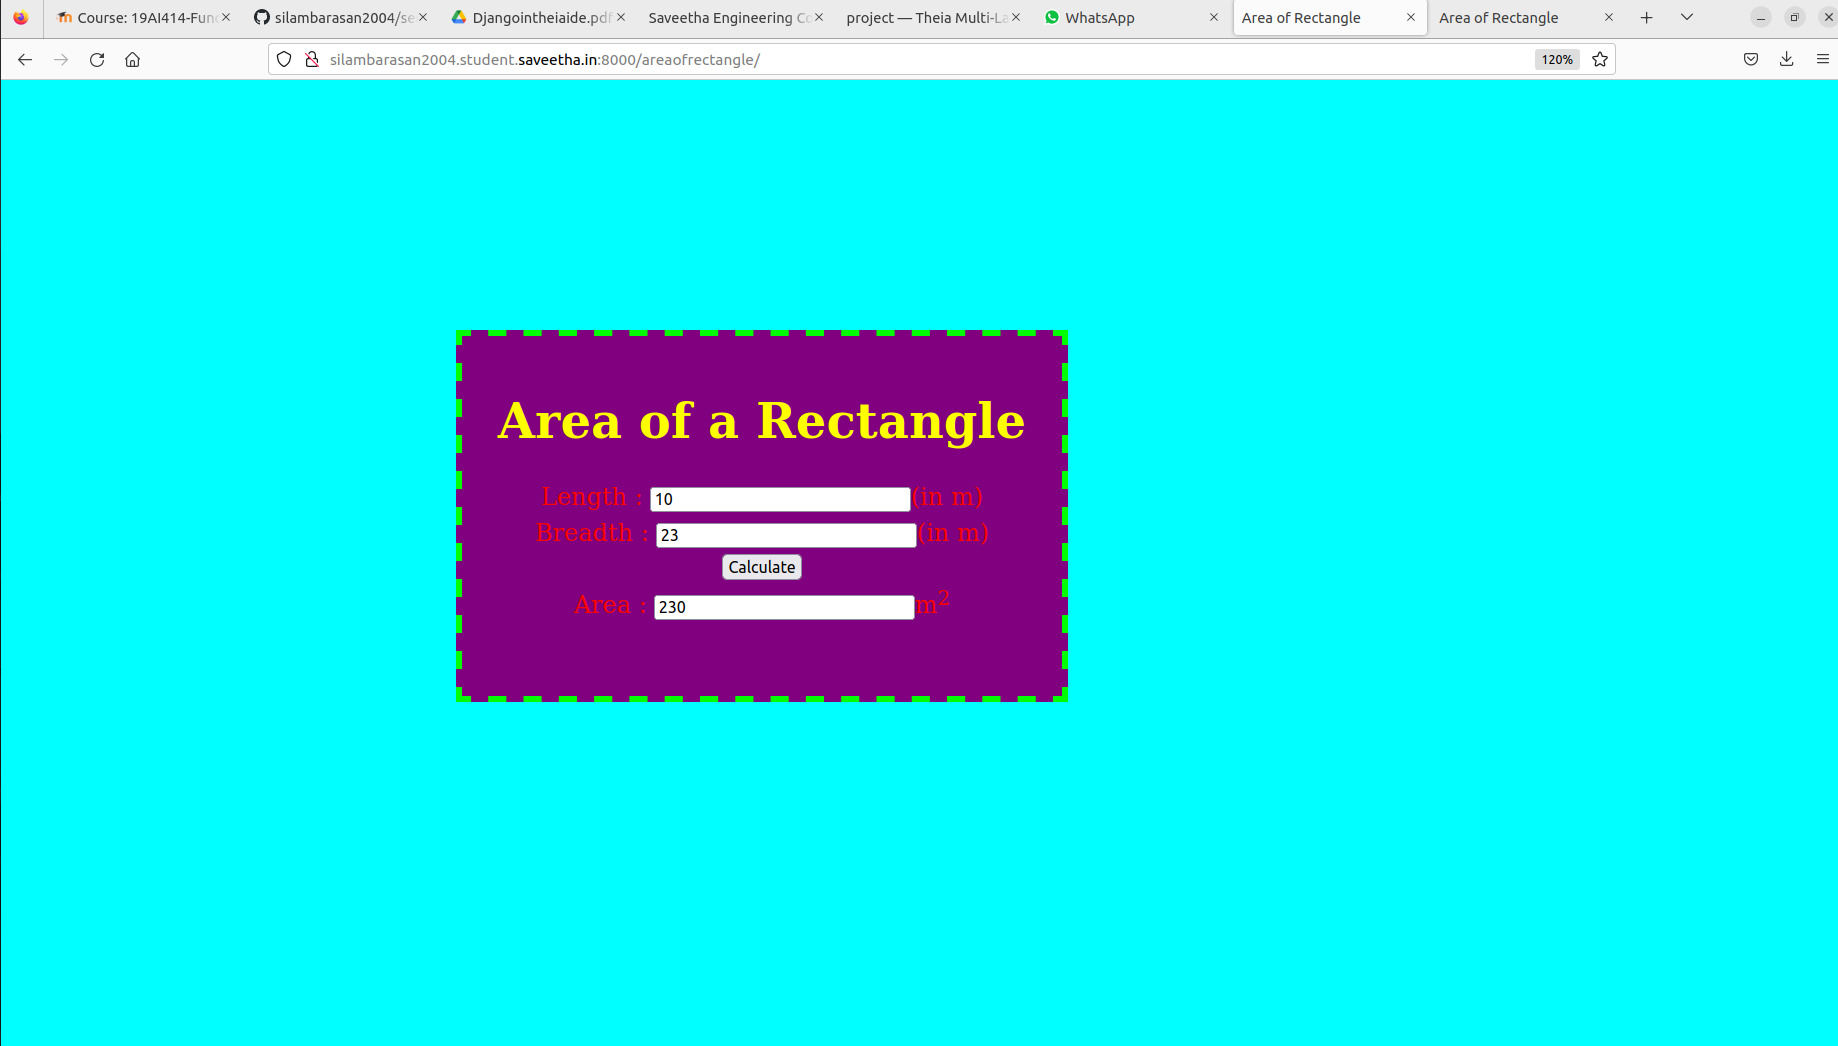 Course: 19AI414-Fun
silambarasan2004/se
Djangointheiaide.pdf
Saveetha Engineering Co
project — Theia Multi-La
WhatsApp
Area of Rectangle
Area of Rectangle
silambarasan2004.student.saveetha.in:8000/areaofrectangle/
120%
Area of a Rectangle
Length : 10 (in m)
Breadth : 23 (in m)
Calculate
Area : 230 m2